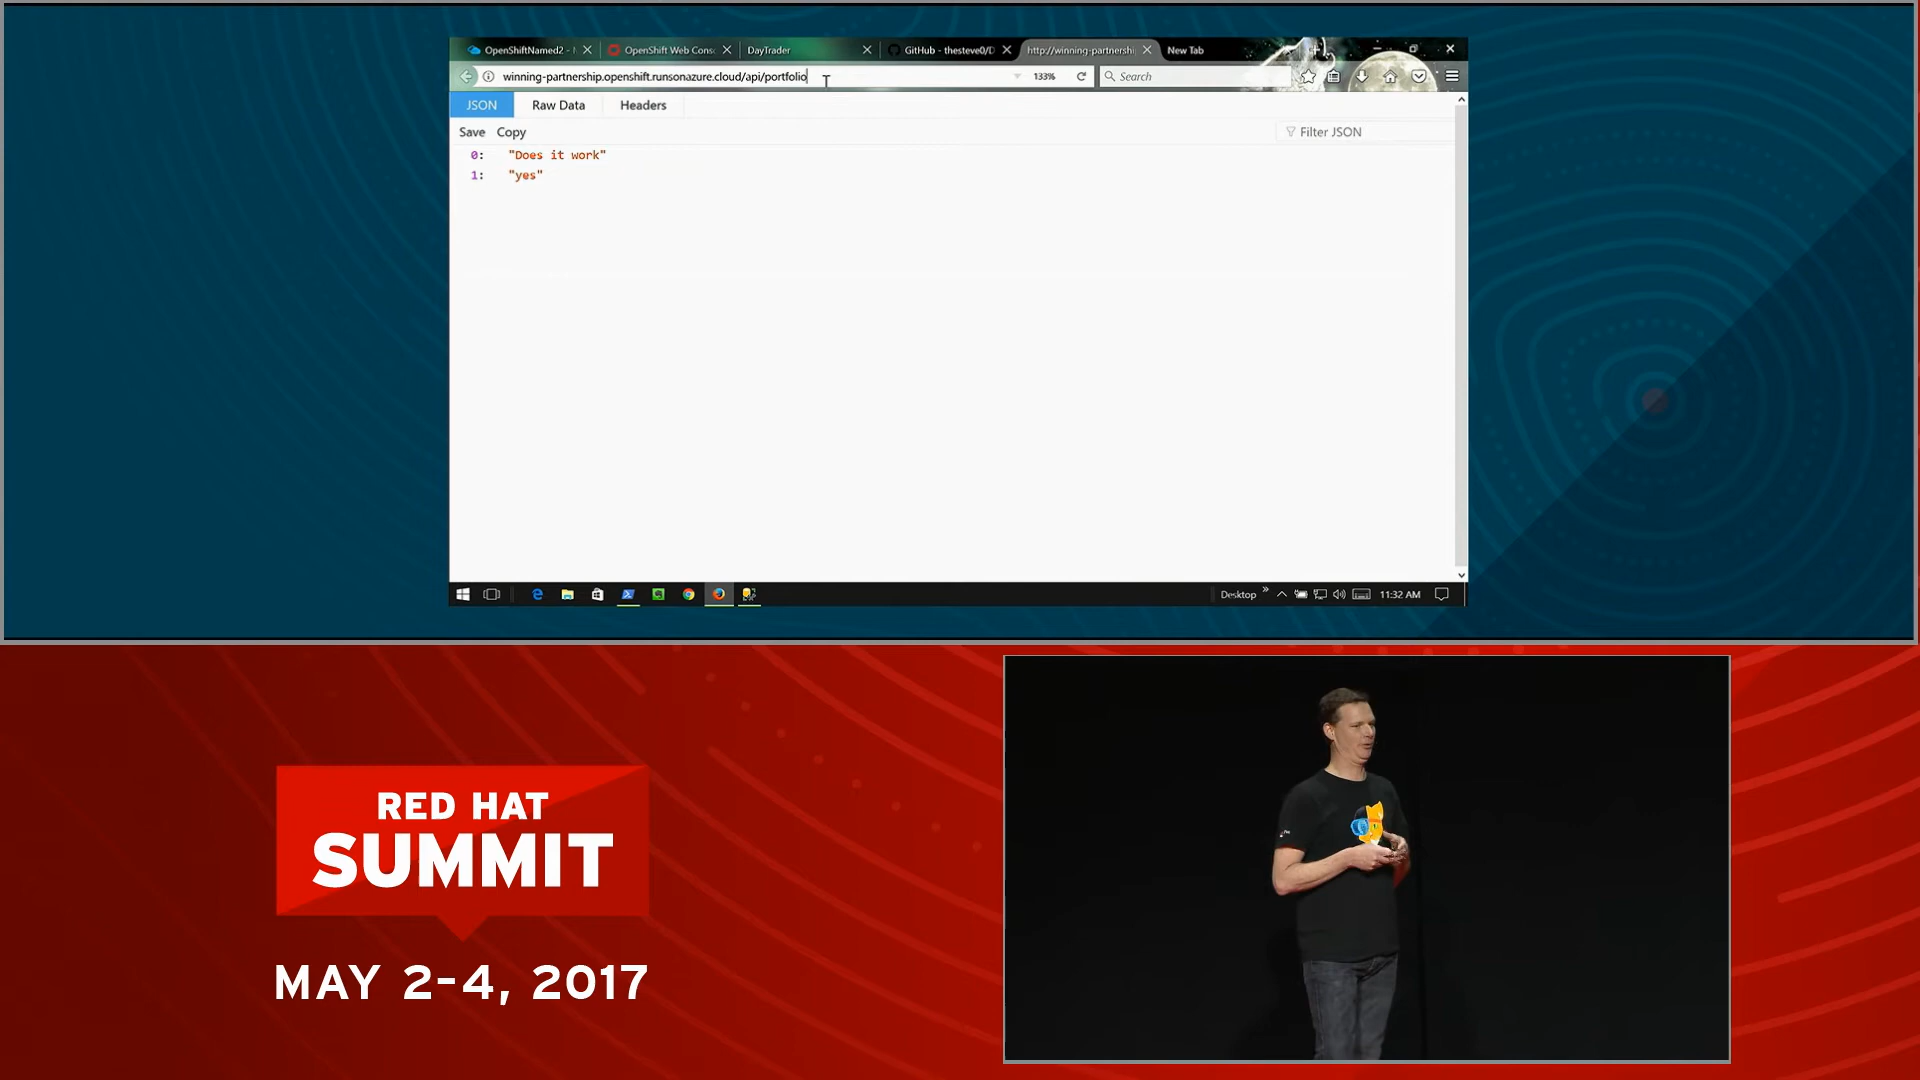 OpenShiftNamed2 -
OpenShift Web Cons
DayTrader
GitHub - thesteve0/D
http://winning-partnershi
New Tab
winning-partnership.openshift.runsonazure.cloud/api/portfolio
133%
Search
JSON
Raw Data
Headers
Save
Copy
Filter JSON
0: "Does it work"
1: "yes"
Desktop
11:32 AM
RED HAT
SUMMIT
MAY 2-4, 2017